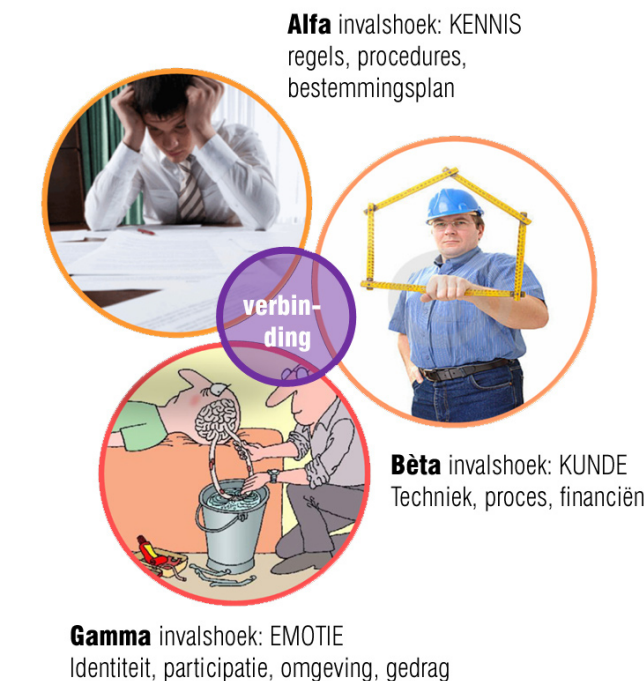 Alfa invalshoek: KENNIS
regels, procedures,
bestemmingsplan
verbin-
ding
Bèta invalshoek: KUNDE
Techniek, proces, financiën
Gamma invalshoek: EMOTIE
Identiteit, participatie, omgeving, gedrag